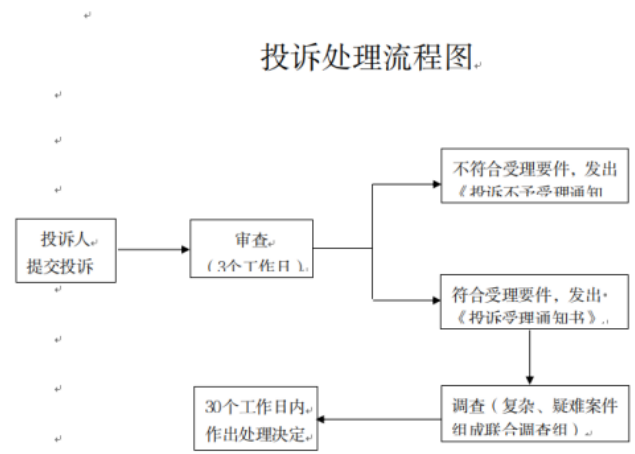 投诉处理流程图
不符合受理要件，发出
《投诉不予受理通知
投诉人
提交投诉
审查
（3个工作日）
符合受理要件，发出
《投诉受理通知书》
30个工作日内
作出处理决定
调查（复杂、疑难案件
组成联合调查组）